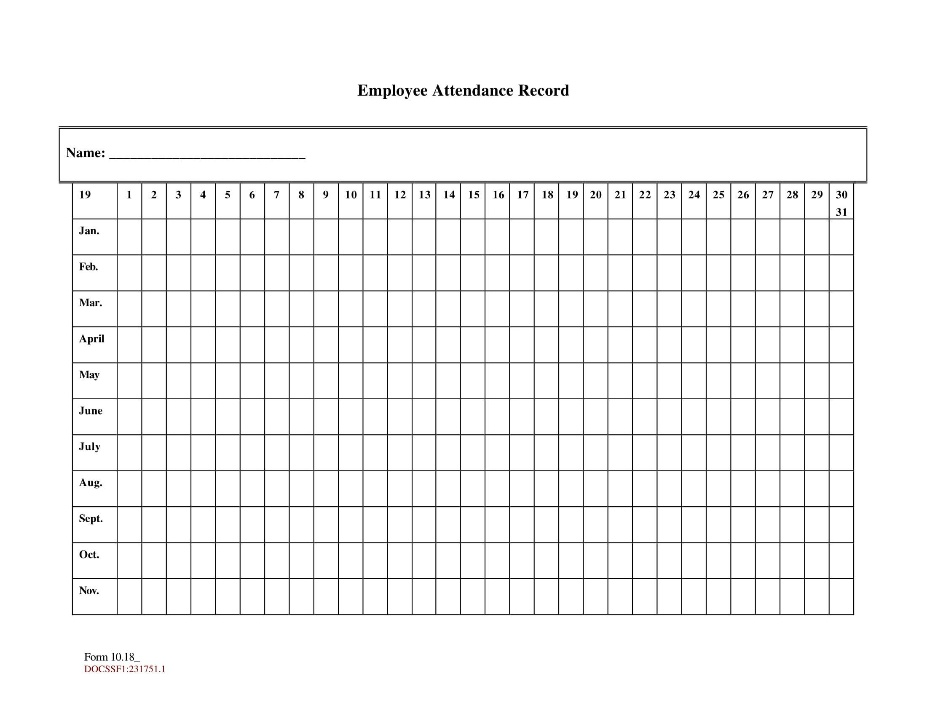 Employee Attendance Record
Name: ____________________________
19 1 2 3 4 5 6 7 8 9 10 11 12 13 14 15 16 17 18 19 20 21 22 23 24 25 26 27 28 29 30
31
Jan.
Feb.
Mar.
April
May
June
July
Aug.
Sept.
Oct.
Nov.
Form 10.18_
DOCSSF1:231751.1